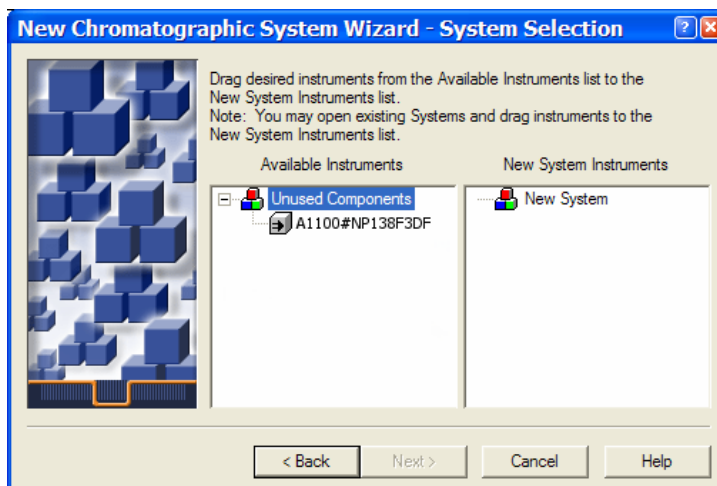 New Chromatographic System Wizard - System Selection
Drag desired instruments from the Available Instruments list to the
New System Instruments list.
Note: You may open existing Systems and drag instruments to the
New System Instruments list.
Available Instruments
New System Instruments
Unused Components
A1100#NP138F3DF
New System
< Back
Next >
Cancel
Help